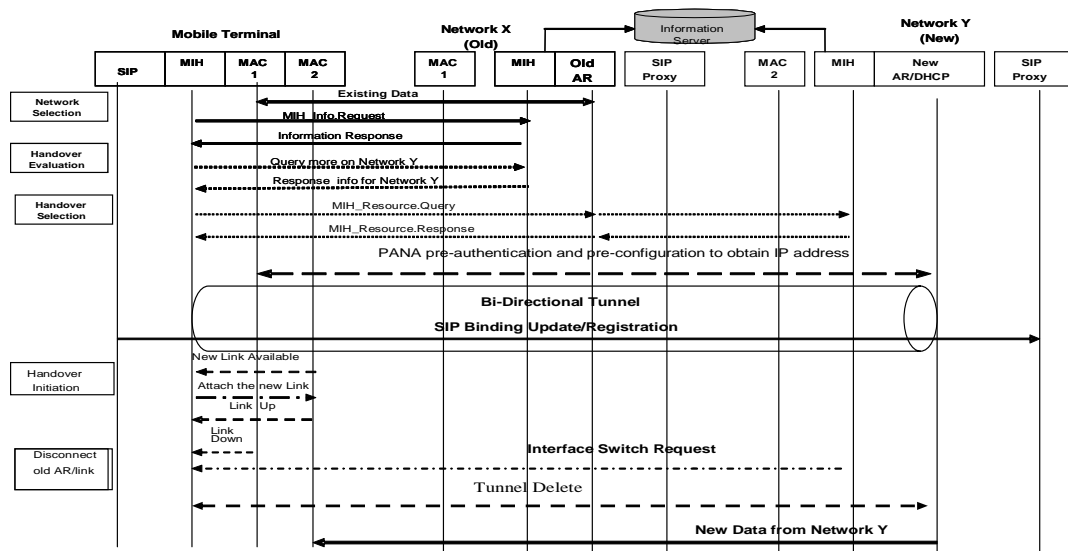 Information
Server
Mobile Terminal
Network X
(Old)
Network Y
(New)
SIP
MIH
MAC
1
MAC
2
MAC
1
MIH
Old
AR
SIP
Proxy
MAC
2
MIH
New
AR/DHCP
SIP
Proxy
Network
Selection
Existing Data
MIH_Info.Request
Information Response
Handover
Evaluation
Query more on Network Y
Response info for Network Y
Handover
Selection
MIH_Resource.Query
MIH_Resource.Response
PANA pre-authentication and pre-configuration to obtain IP address
Bi-Directional Tunnel
SIP Binding Update/Registration
New Link Available
Handover
Initiation
Attach the new Link
Link Up
Link
Down
Disconnect
old AR/link
Interface Switch Request
Tunnel Delete
New Data from Network Y